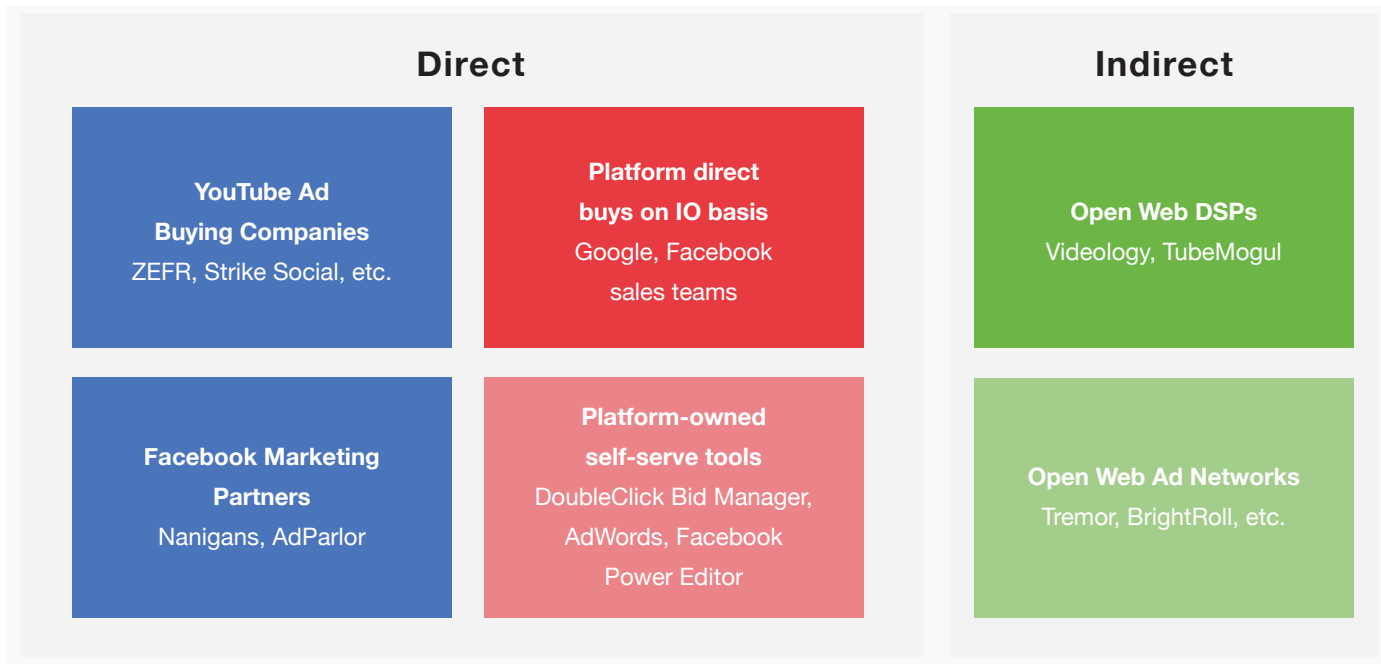 Direct
YouTube Ad
Buying Companies
ZEFR, Strike Social, etc.
Platform direct
buys on IO basis
Google, Facebook
sales teams
Facebook Marketing
Partners
Nanigans, AdParlor
Platform-owned
self-serve tools
DoubleClick Bid Manager,
AdWords, Facebook
Power Editor
Indirect
Open Web DSPs
Videology, TubeMogul
Open Web Ad Networks
Tremor, BrightRoll, etc.